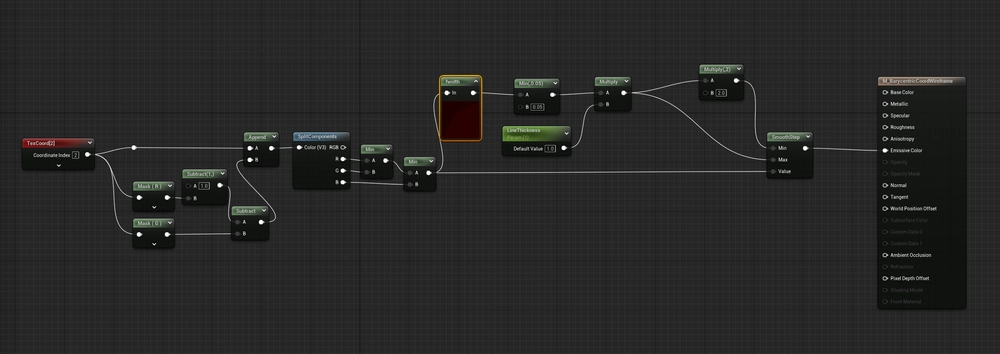 TexCoord[2]
Coordinate Index 2
Mask ( R )
Mask ( G )
Subtract(1,)
A 1.0
B
Subtract
A
B
Append
A
B
SplitComponents
Color (V3) RGB
R
G
B
Min
A
B
Min
A
B
fwidth
In
Min(,0.05)
A
B 0.05
LineThickness
Param (1)
Default Value 1.0
Multiply
A
B
Multiply(,2)
A
B 2.0
SmoothStep
Min
Max
Value
M_BarycentricCoordWireframe
Base Color
Metallic
Specular
Roughness
Anisotropy
Emissive Color
Opacity
Opacity Mask
Normal
Tangent
World Position Offset
Subsurface Color
Custom Data 0
Custom Data 1
Ambient Occlusion
Refraction
Pixel Depth Offset
Shading Model
Front Material